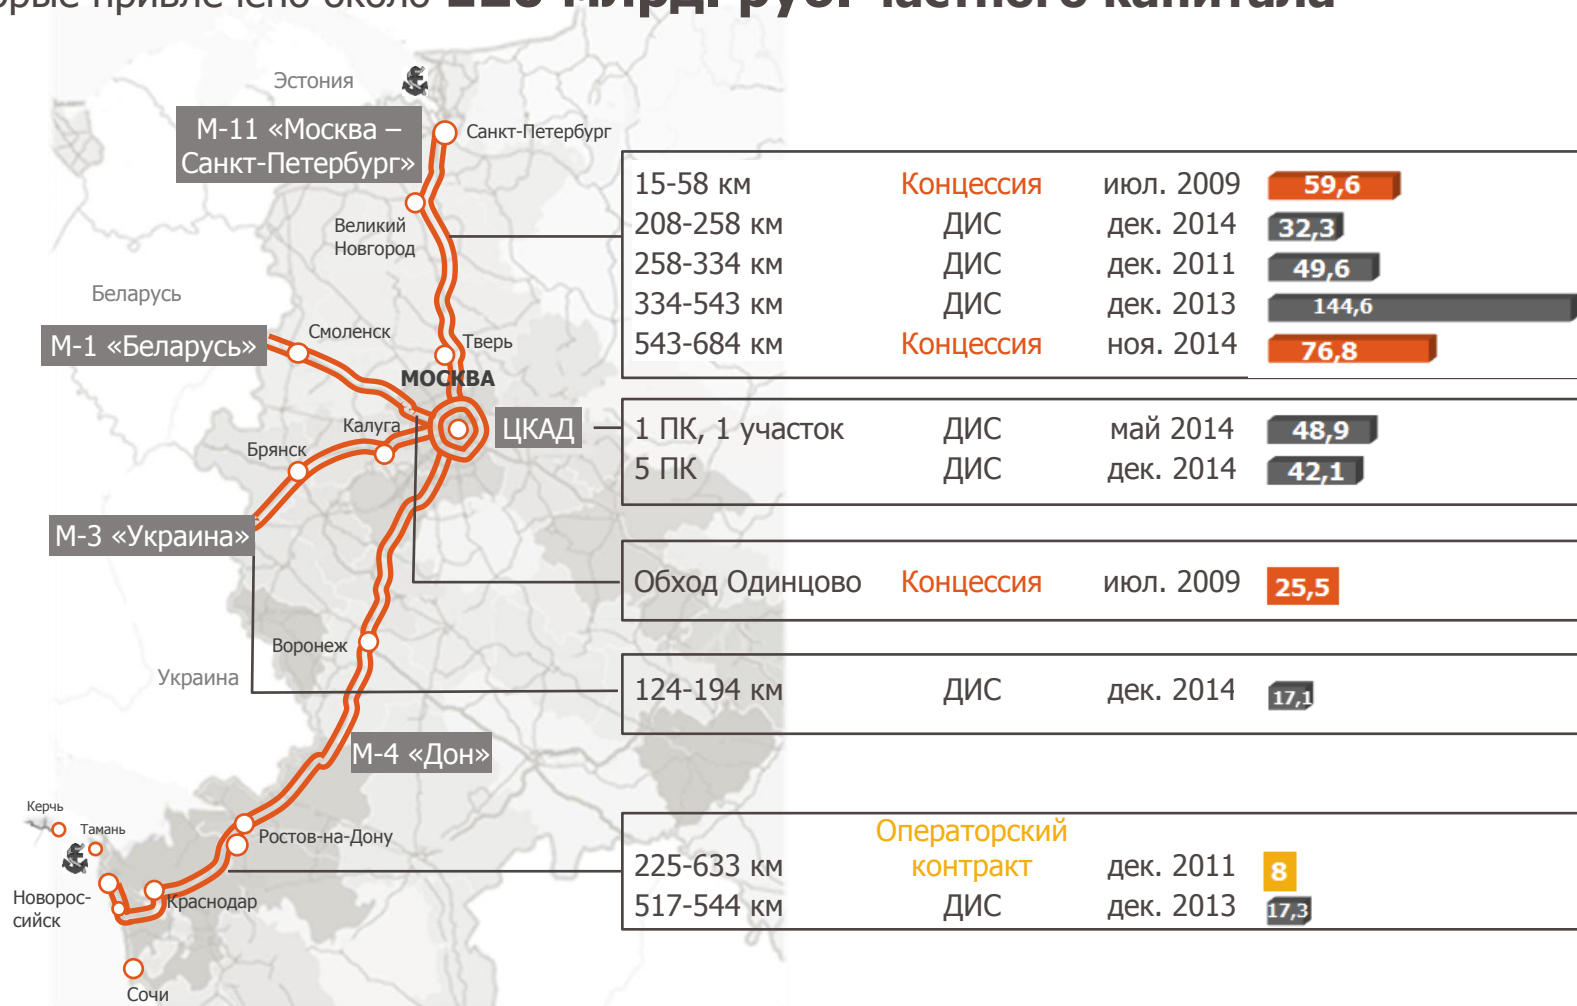 привлечено около млрд. руб. частного капитала
Эстония
М-11 «Москва –
Санкт-Петербург»
Санкт-Петербург
Великий
Новгород
Беларусь
Смоленск
М-1 «Беларусь»
Тверь
МОСКВА
Калуга
ЦКАД
Брянск
М-3 «Украина»
Воронеж
Украина
М-4 «Дон»
Керчь
Тамань
Ростов-на-Дону
Новорос-
сийск
Краснодар
Сочи
15-58 км Концессия июл. 2009 59,6
208-258 км ДИС дек. 2014 32,3
258-334 км ДИС дек. 2011 49,6
334-543 км ДИС дек. 2013 144,6
543-684 км Концессия ноя. 2014 76,8
1 ПК, 1 участок ДИС май 2014 48,9
5 ПК ДИС дек. 2014 42,1
Обход Одинцово Концессия июл. 2009 25,5
124-194 км ДИС дек. 2014 17,1
Операторский
225-633 км контракт дек. 2011 8
517-544 км ДИС дек. 2013 17,3